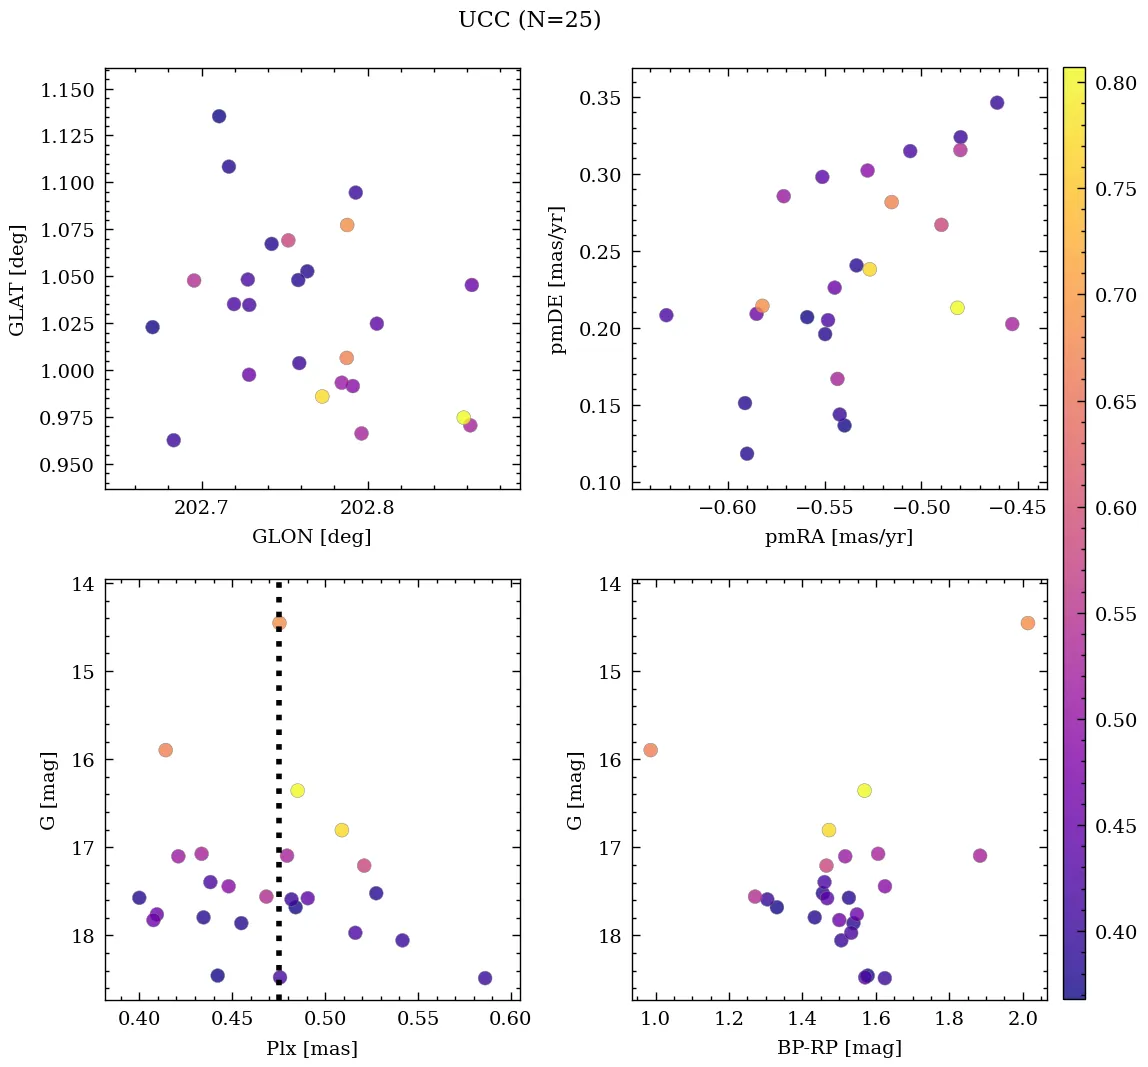 UCC (N=25)
1.150
1.125
1.100
1.075
1.050
1.025
1.000
0.975
0.950
GLAT [deg]
202.7 202.8
GLON [deg]
0.35
0.30
0.25
0.20
0.15
0.10
pmDE [mas/yr]
−0.60 −0.55 −0.50 −0.45
pmRA [mas/yr]
14
15
16
17
18
G [mag]
0.40 0.45 0.50 0.55 0.60
Plx [mas]
14
15
16
17
18
G [mag]
1.0 1.2 1.4 1.6 1.8 2.0
BP-RP [mag]
0.80
0.75
0.70
0.65
0.60
0.55
0.50
0.45
0.40